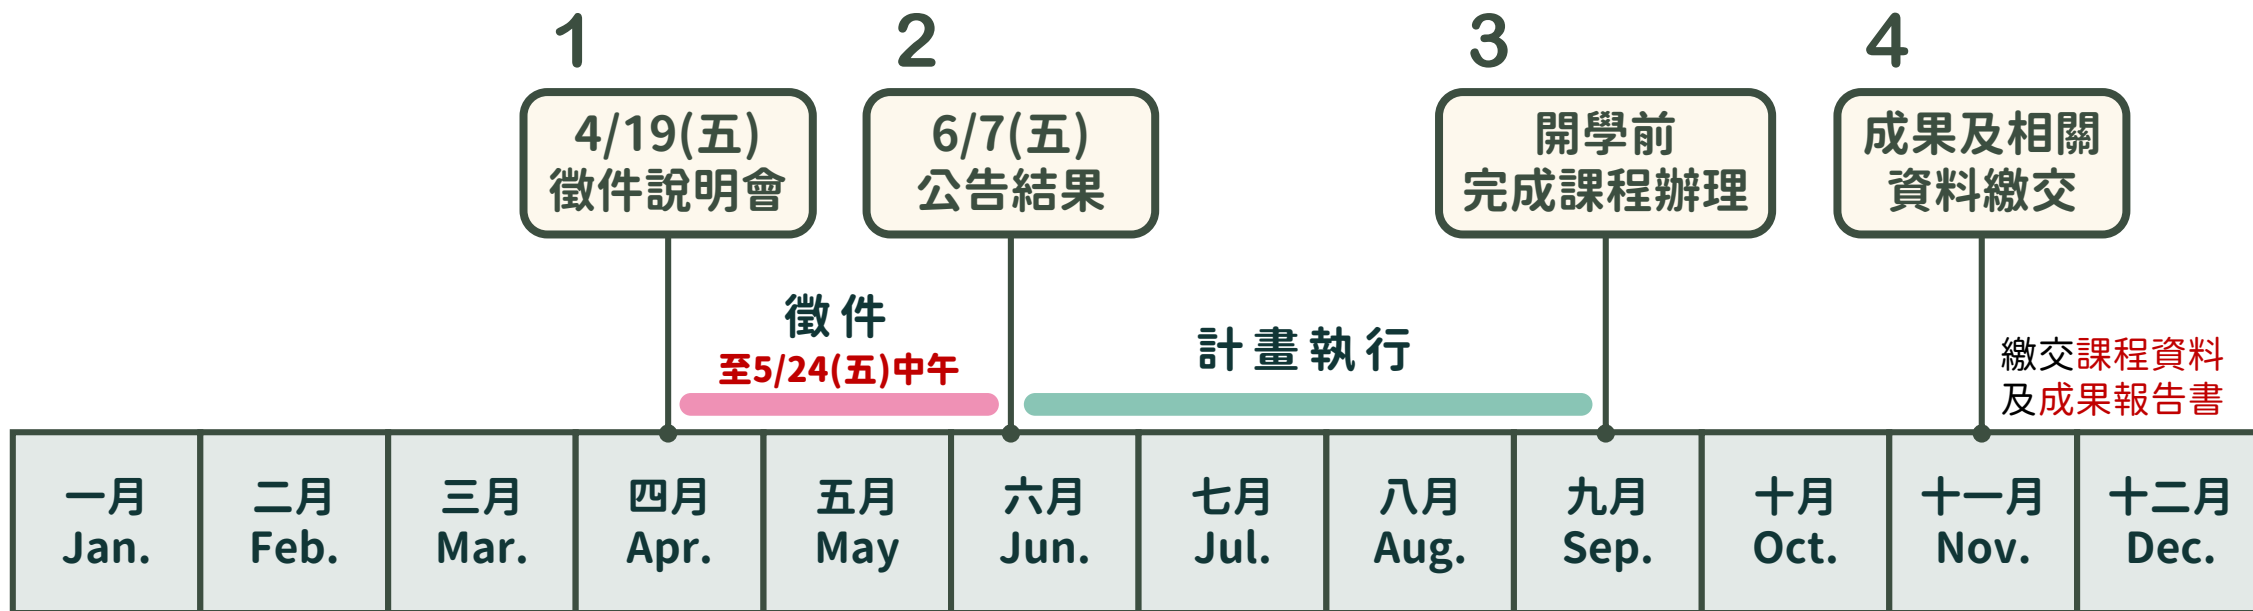 1
4/19(五)
徵件說明會
2
6/7(五)
公告結果
3
開學前
完成課程辦理
4
成果及相關
資料繳交
徵件
至5/24(五)中午
計畫執行
繳交課程資料
及成果報告書
一月
Jan.
二月
Feb.
三月
Mar.
四月
Apr.
五月
May
六月
Jun.
七月
Jul.
八月
Aug.
九月
Sep.
十月
Oct.
十一月
Nov.
十二月
Dec.